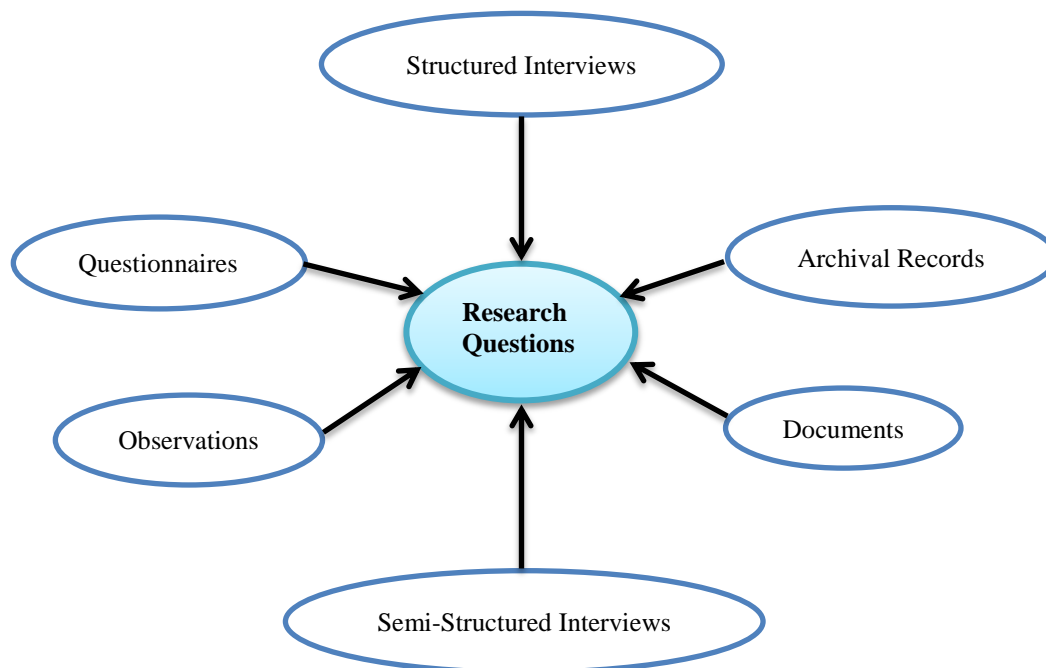 Structured Interviews
Questionnaires
Archival Records
Research
Questions
Observations
Documents
Semi-Structured Interviews